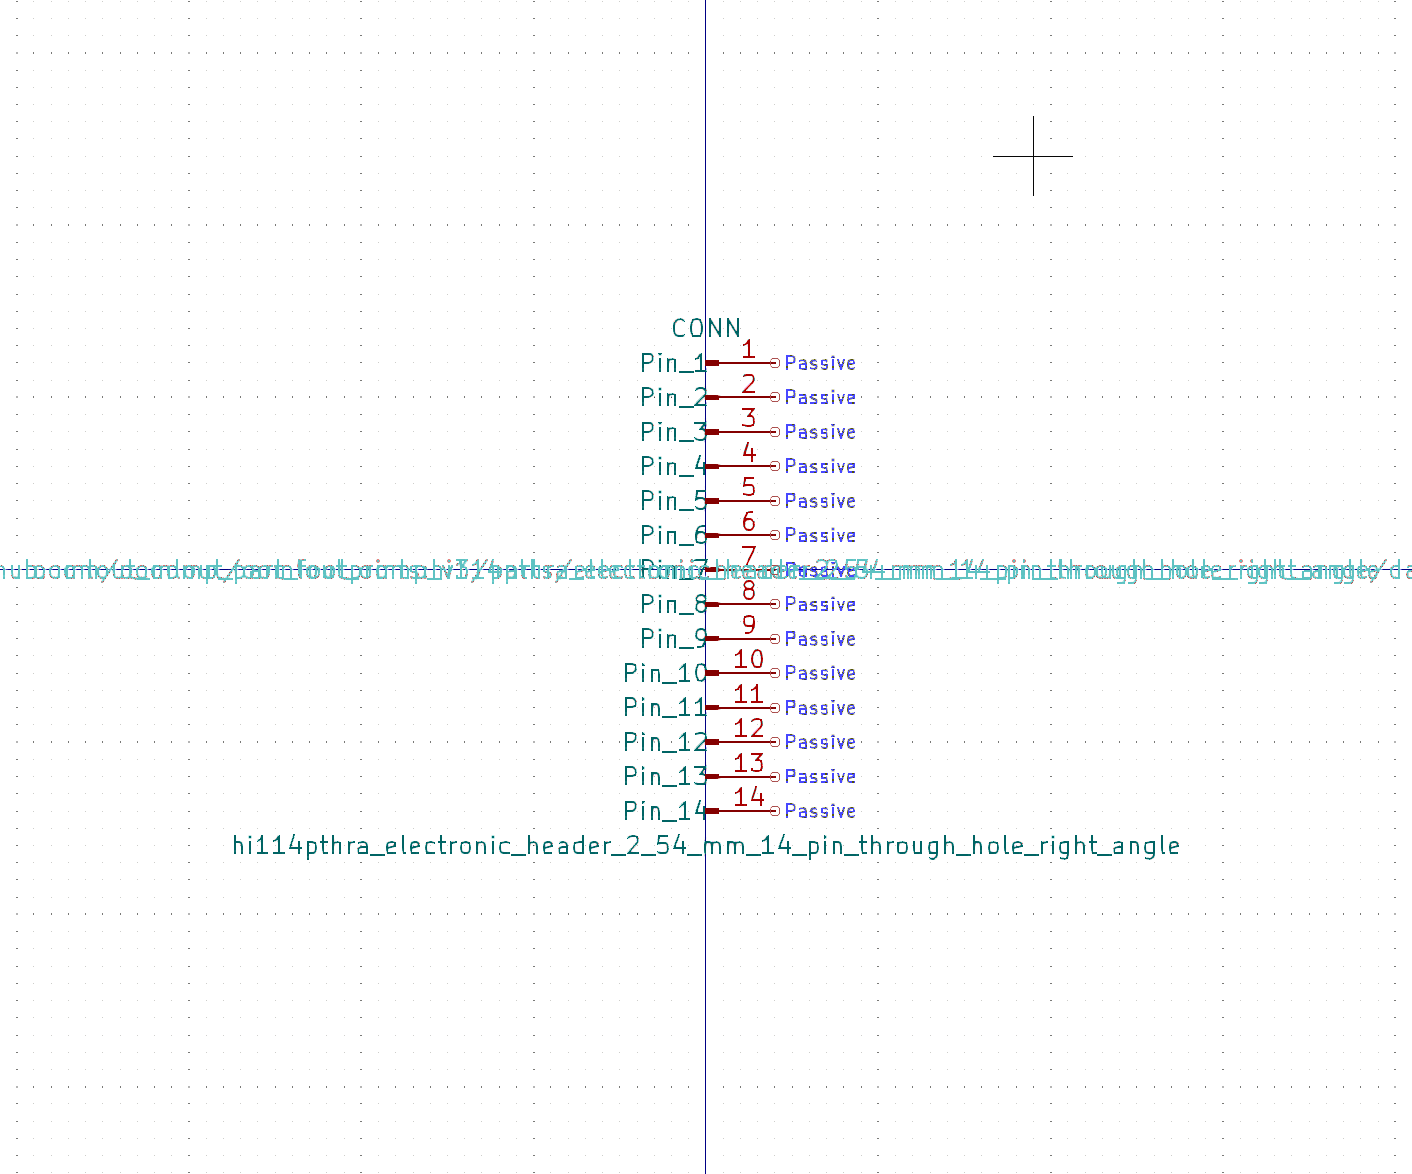 CONN
Pin_1 1 Passive
Pin_2 2 Passive
Pin_3 3 Passive
Pin_4 4 Passive
Pin_5 5 Passive
Pin_6 6 Passive
Pin_7 7 Passive
Pin_8 8 Passive
Pin_9 9 Passive
Pin_10 10 Passive
Pin_11 11 Passive
Pin_12 12 Passive
Pin_13 13 Passive
Pin_14 14 Passive
hi114pthra_electronic_header_2_54_mm_14_pin_through_hole_right_angle